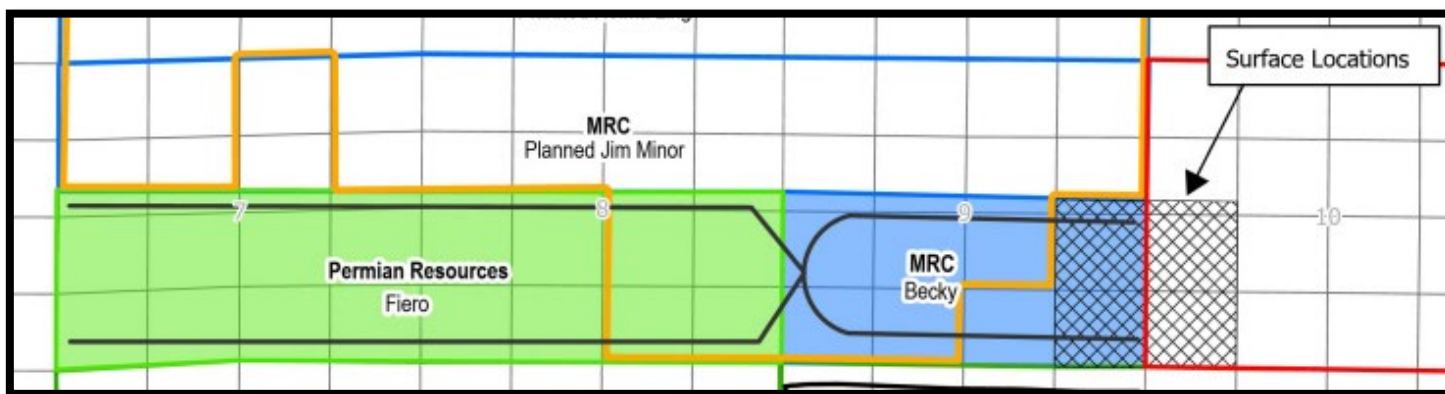 Surface Locations
MRC
Planned Jim Minor
7
8
9
10
Permian Resources
Fiero
MRC
Becky